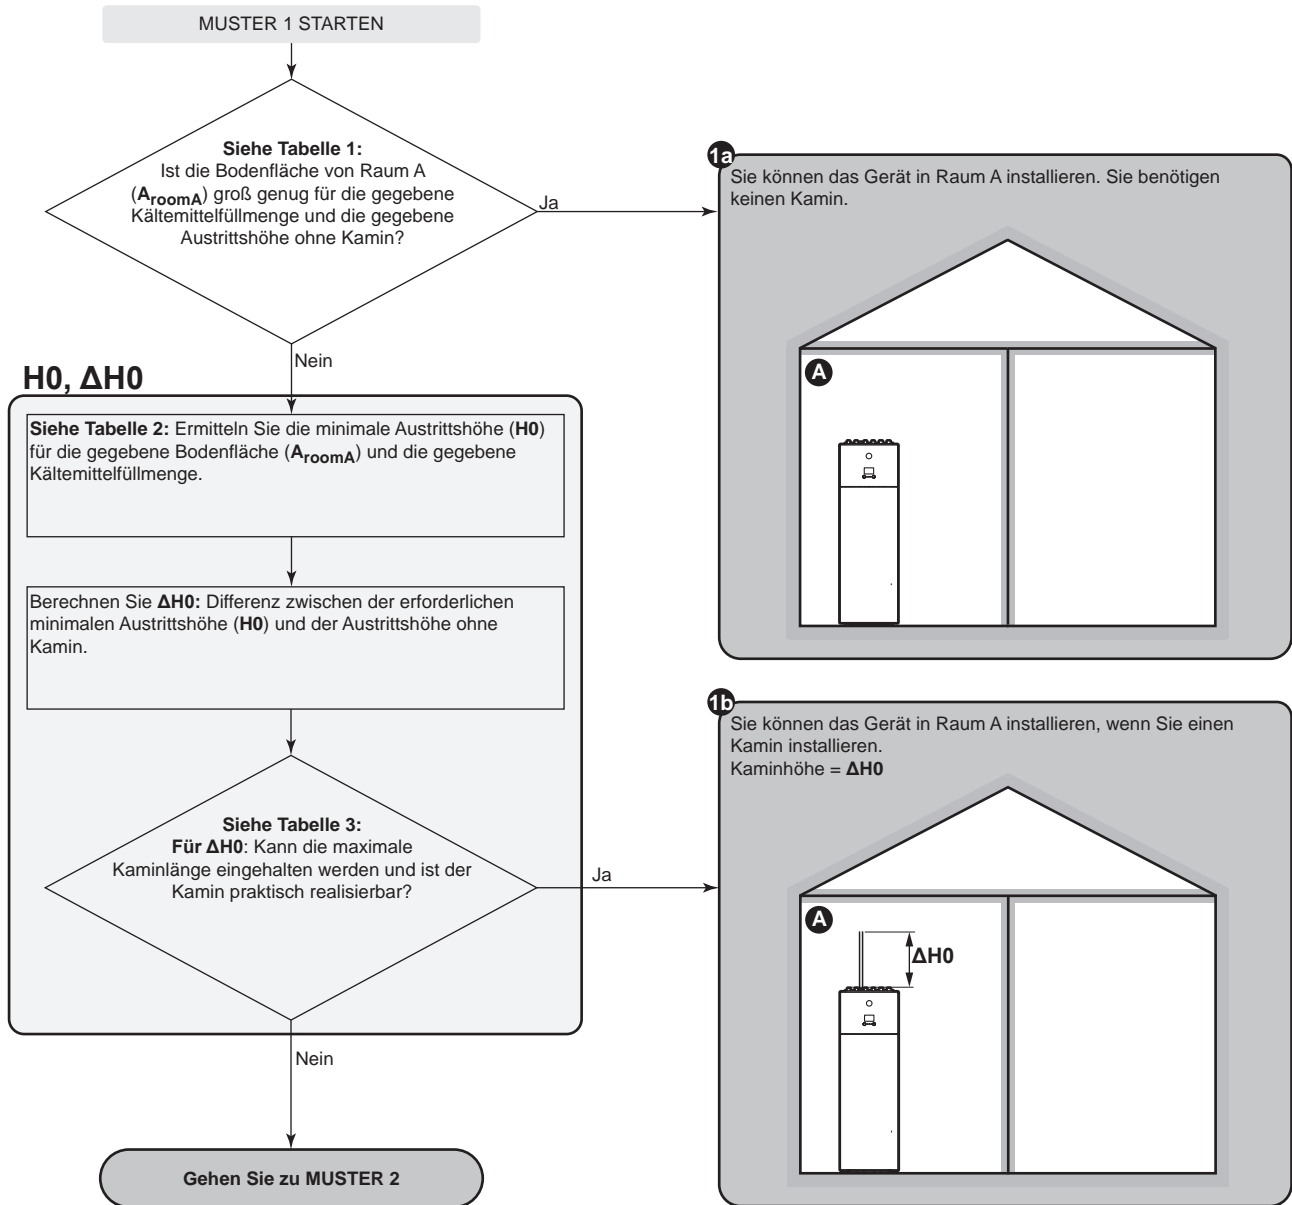 MUSTER 1 STARTEN
Siehe Tabelle 1:
Ist die Bodenfläche von Raum A
(AroomA) groß genug für die gegebene
Kältemittelfüllmenge und die gegebene
Austrittshöhe ohne Kamin?
Ja
1a
Sie können das Gerät in Raum A installieren. Sie benötigen
keinen Kamin.
A
Nein
H0, ΔH0
Siehe Tabelle 2: Ermitteln Sie die minimale Austrittshöhe (H0)
für die gegebene Bodenfläche (AroomA) und die gegebene
Kältemittelfüllmenge.
Berechnen Sie ΔH0: Differenz zwischen der erforderlichen
minimalen Austrittshöhe (H0) und der Austrittshöhe ohne
Kamin.
Siehe Tabelle 3:
Für ΔH0: Kann die maximale
Kaminlänge eingehalten werden und ist der
Kamin praktisch realisierbar?
Ja
1b
Sie können das Gerät in Raum A installieren, wenn Sie einen
Kamin installieren.
Kaminhöhe = ΔH0
A
ΔH0
Nein
Gehen Sie zu MUSTER 2